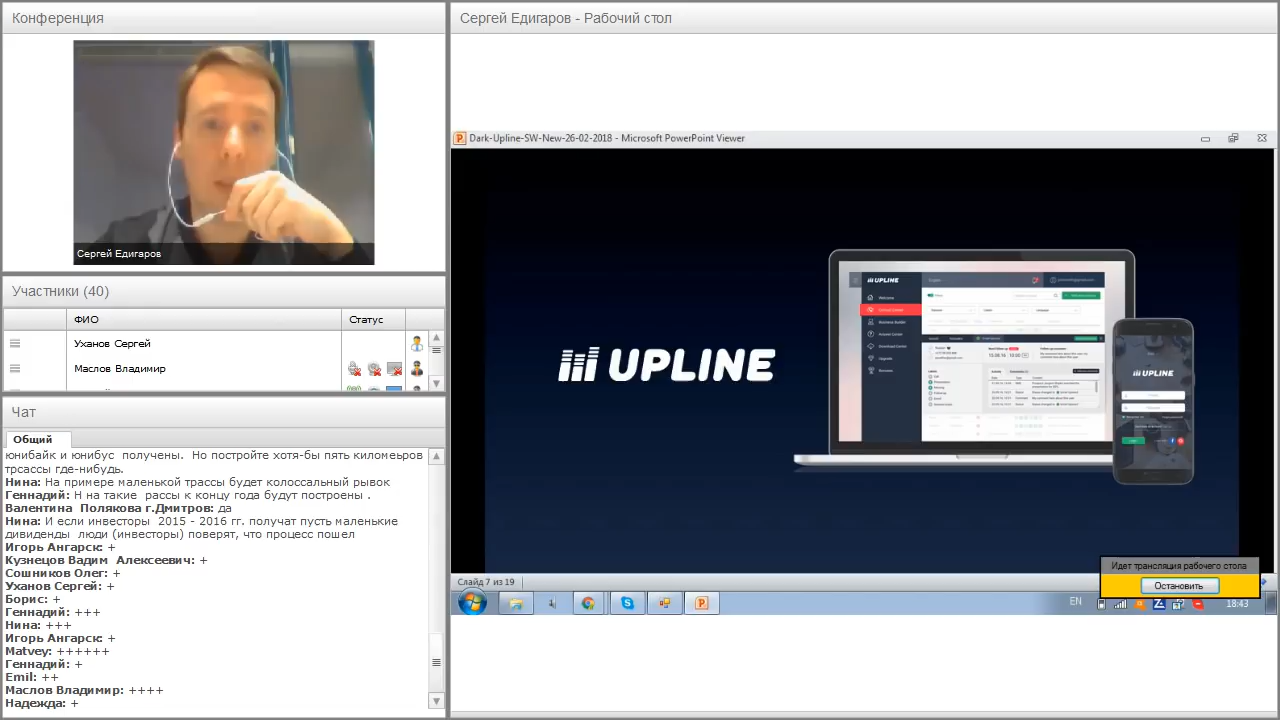 Конференция
Сергей Едигаров
Участники (40)
ФИО
Статус
Уханов Сергей
Маслов Владимир
Чат
Общий
юнибайк и юнибус получены. Но постройте хотя-бы пять киломеьров
трсассы где-нибудь.
Нина: На примере маленькой трассы будет колоссальный рывок
Геннадий: Н на такие рассы к концу года будут построены .
Валентина Полякова г.Дмитров: да
Нина: И если инвесторы 2015 - 2016 гг. получат пусть маленькие
дивиденды люди (инвесторы) поверят, что процесс пошел
Игорь Ангарск: +
Кузнецов Вадим Алексеевич: +
Сошников Олег: +
Уханов Сергей: +
Борис: +
Геннадий: +++
Нина: +++
Игорь Ангарск: +
Matvey: ++++++
Геннадий: +
Emil: ++
Маслов Владимир: ++++
Надежда: +
Сергей Едигаров - Рабочий стол
Dark-Upline-SW-New-26-02-2018 - Microsoft PowerPoint Viewer
UPLINE
UPLINE
Welcome
UPLINE
Слайд 7 из 19
Идет трансляция рабочего стола
Остановить
EN
18:43